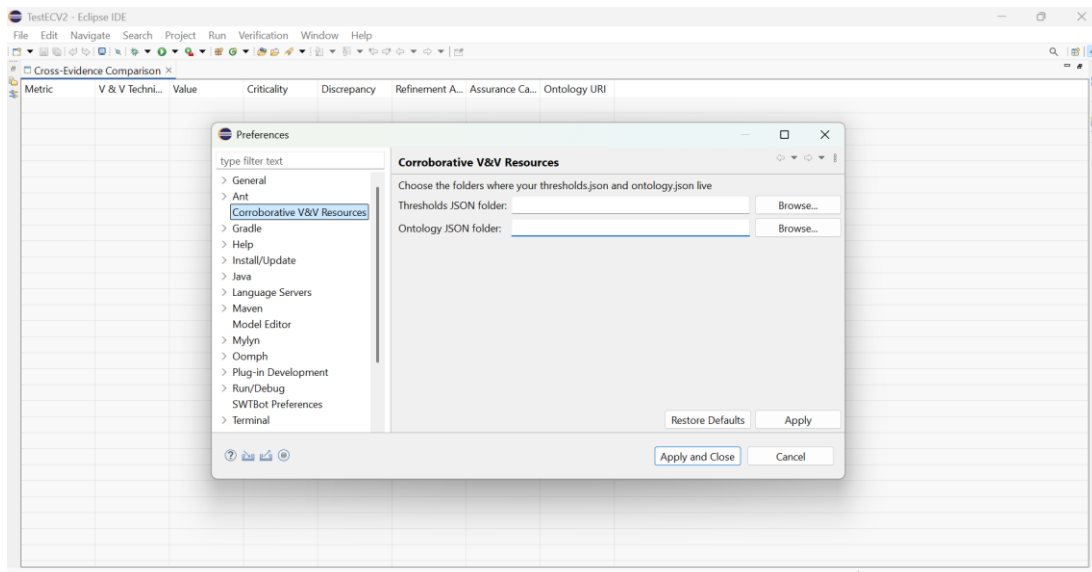 TestECV2 - Eclipse IDE
File Edit Navigate Search Project Run Verification Window Help
Cross-Evidence Comparison
Metric V & V Techni... Value Criticality Discrepancy Refinement A... Assurance Ca... Ontology URI
Preferences
type filter text
General
Ant
Corroborative V&V Resources
Gradle
Help
Install/Update
Java
Language Servers
Maven
Model Editor
Mylyn
Oomph
Plug-in Development
Run/Debug
SWTBot Preferences
Terminal
Corroborative V&V Resources
Choose the folders where your thresholds.json and ontology.json live
Thresholds JSON folder: Browse...
Ontology JSON folder: Browse...
Restore Defaults Apply
Apply and Close Cancel